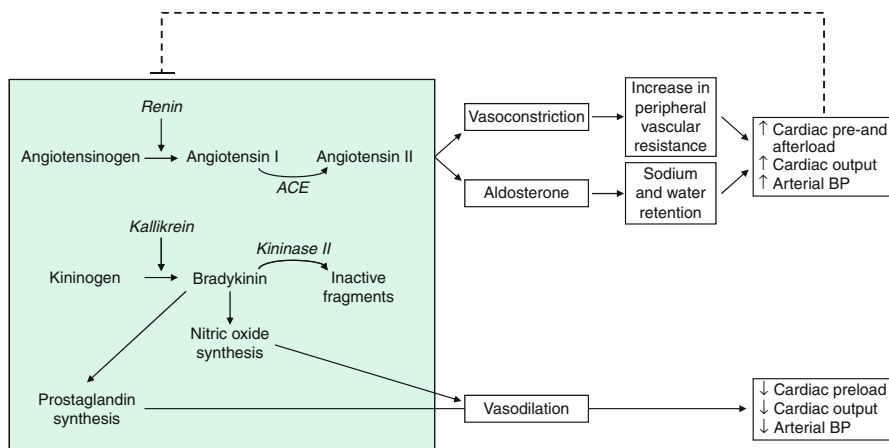 Renin
Angiotensinogen
Angiotensin I
Angiotensin II
ACE
Kallikrein
Kininogen
Bradykinin
Kininase II
Inactive
fragments
Nitric oxide
synthesis
Prostaglandin
synthesis
Vasoconstriction
Increase in
peripheral
vascular
resistance
Aldosterone
Sodium
and water
retention
↑ Cardiac pre-and
afterload
↑ Cardiac output
↑ Arterial BP
Vasodilation
↓ Cardiac preload
↓ Cardiac output
↓ Arterial BP